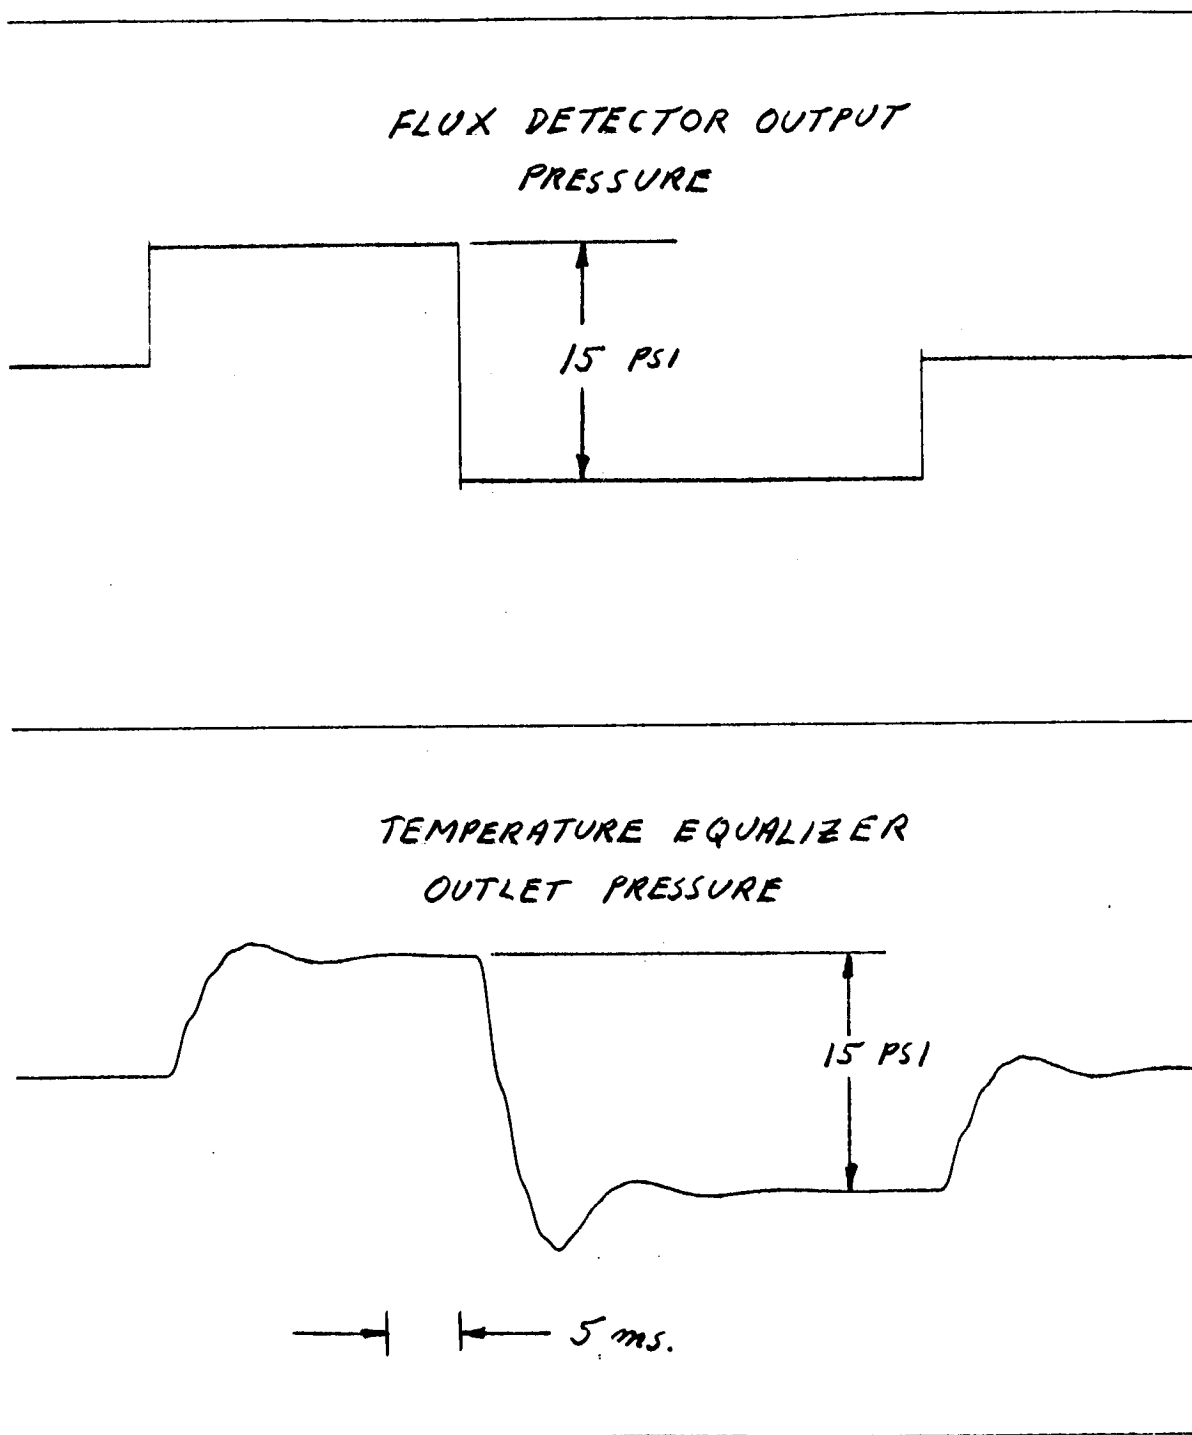 FLUX DETECTOR OUTPUT
PRESSURE
15 PSI
TEMPERATURE EQUALIZER
OUTLET PRESSURE
15 PSI
5 ms.